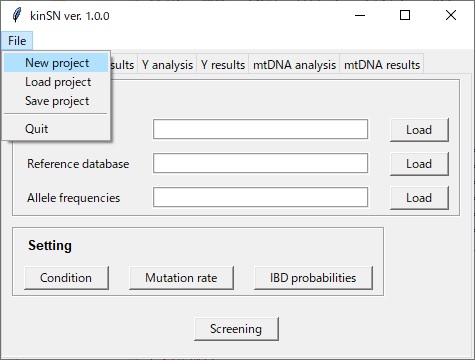 kinSN ver. 1.0.0
File
New project
Load project
Save project
Quit
ults
Y analysis
Y results
mtDNA analysis
mtDNA results
Load
Reference database
Load
Allele frequencies
Load
Setting
Condition
Mutation rate
IBD probabilities
Screening